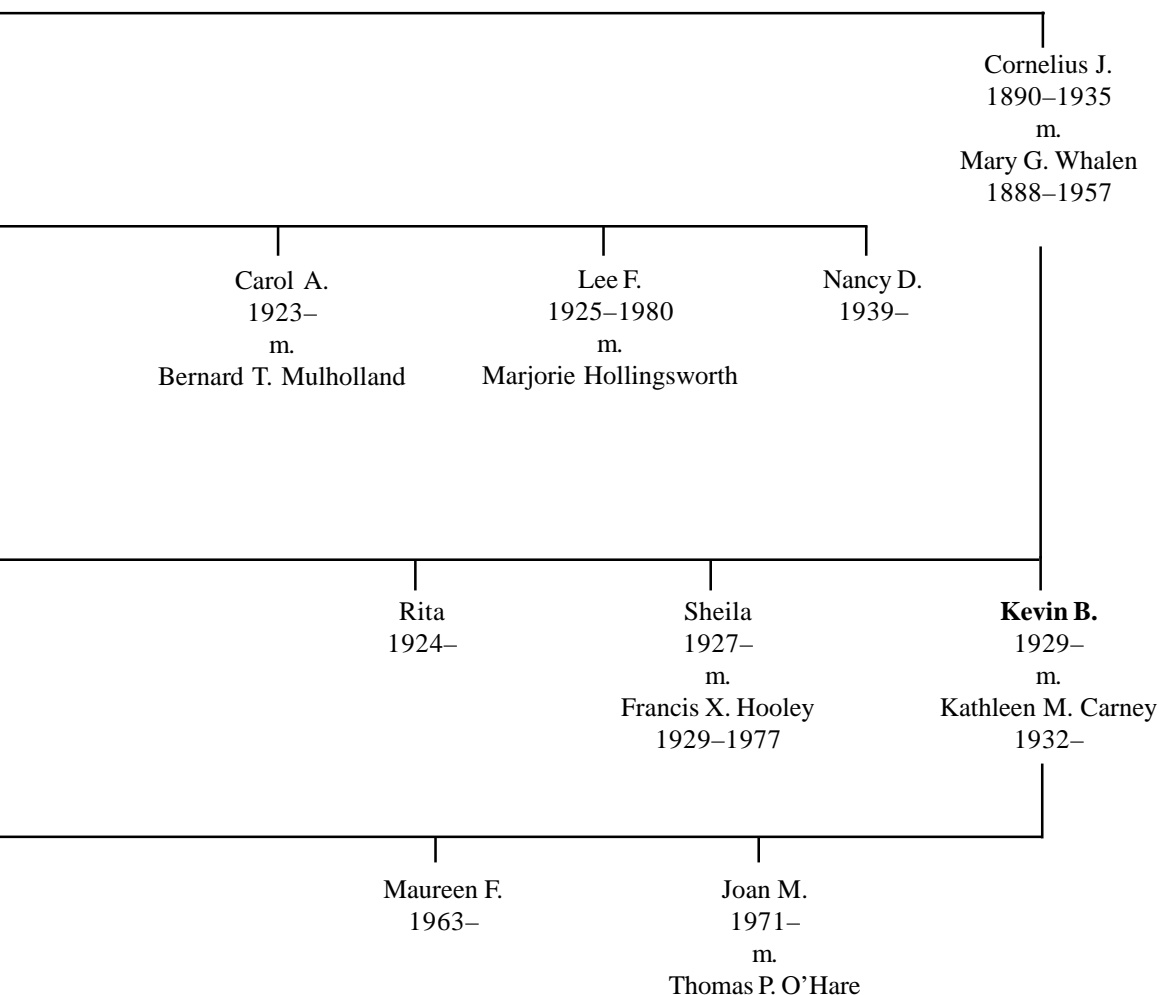 Cornelius J.
1890–1935
m.
Mary G. Whalen
1888–1957
Carol A.
1923–
m.
Bernard T. Mulholland
Lee F.
1925–1980
m.
Marjorie Hollingsworth
Nancy D.
1939–
Rita
1924–
Sheila
1927–
m.
Francis X. Hooley
1929–1977
Kevin B.
1929–
m.
Kathleen M. Carney
1932–
Maureen F.
1963–
Joan M.
1971–
m.
Thomas P. O’Hare